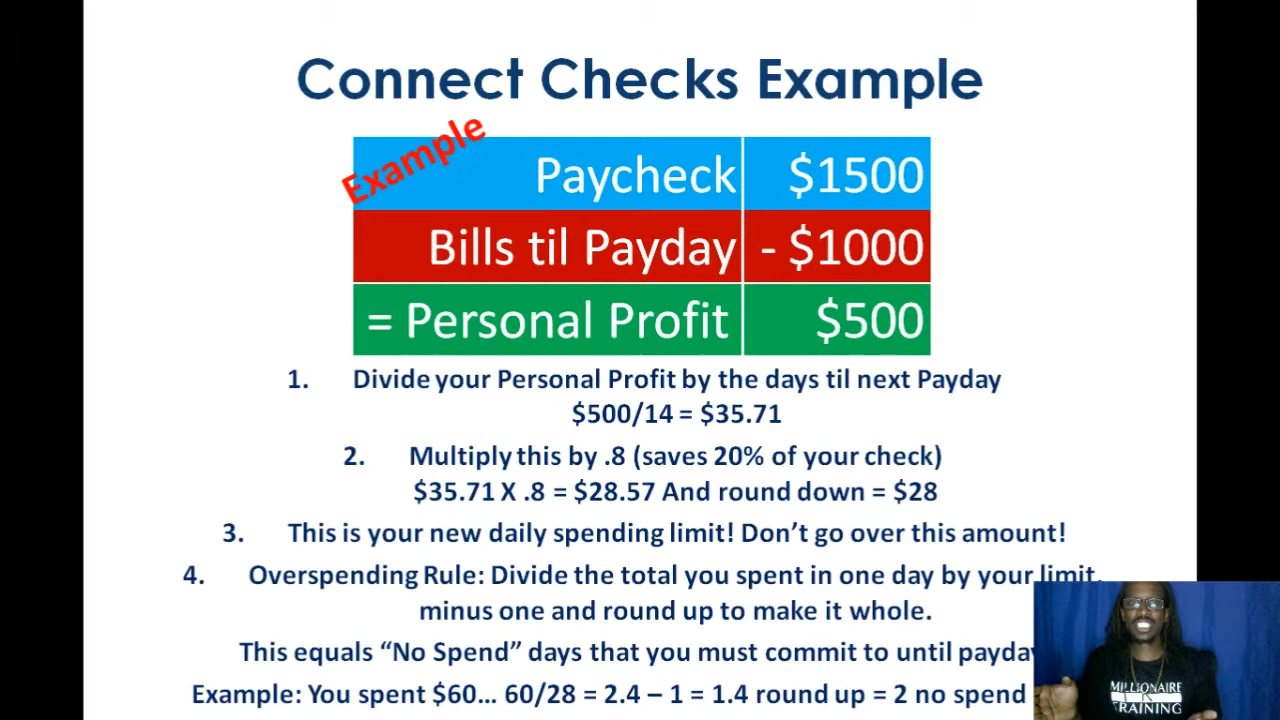 Connect Checks Example
Example
Paycheck $1500
Bills til Payday - $1000
= Personal Profit $500
1. Divide your Personal Profit by the days til next Payday
$500/14 = $35.71
2. Multiply this by .8 (saves 20% of your check)
$35.71 X .8 = $28.57 And round down = $28
3. This is your new daily spending limit! Don’t go over this amount!
4. Overspending Rule: Divide the total you spent in one day by your limit,
minus one and round up to make it whole.
This equals “No Spend” days that you must commit to until payday
Example: You spent $60… 60/28 = 2.4 – 1 = 1.4 round up = 2 no spend
MILLIONAIRE
TRAINING